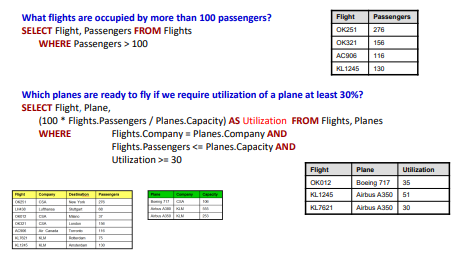 What flights are occupied by more than 100 passengers?
SELECT Flight, Passengers FROM Flights
WHERE Passengers > 100
Flight Passengers
OK251 276
OK321 156
AC906 116
KL1245 130
Which planes are ready to fly if we require utilization of a plane at least 30%?
SELECT Flight, Plane,
(100 * Flights.Passengers / Planes.Capacity) AS Utilization FROM Flights, Planes
WHERE Flights.Company = Planes.Company AND
Flights.Passengers <= Planes.Capacity AND
Utilization >= 30
Flight Plane Utilization
OK012 Boeing 717 35
KL1245 Airbus A350 51
KL7621 Airbus A350 30
Flight Company Destination Passengers
OK251 CSA New York 276
LH438 Lufthansa Stuttgart
OK012 CSA Milano 37
OK321 CSA London 156
AC906 Air Canada Toronto 116
KL7621 KLM Rotterdam 75
KL1245 KLM Amsterdam 130
Plane Company Capacity
Boeing 717 CSA 106
Airbus A380 KLM
Airbus A350 KLM 253